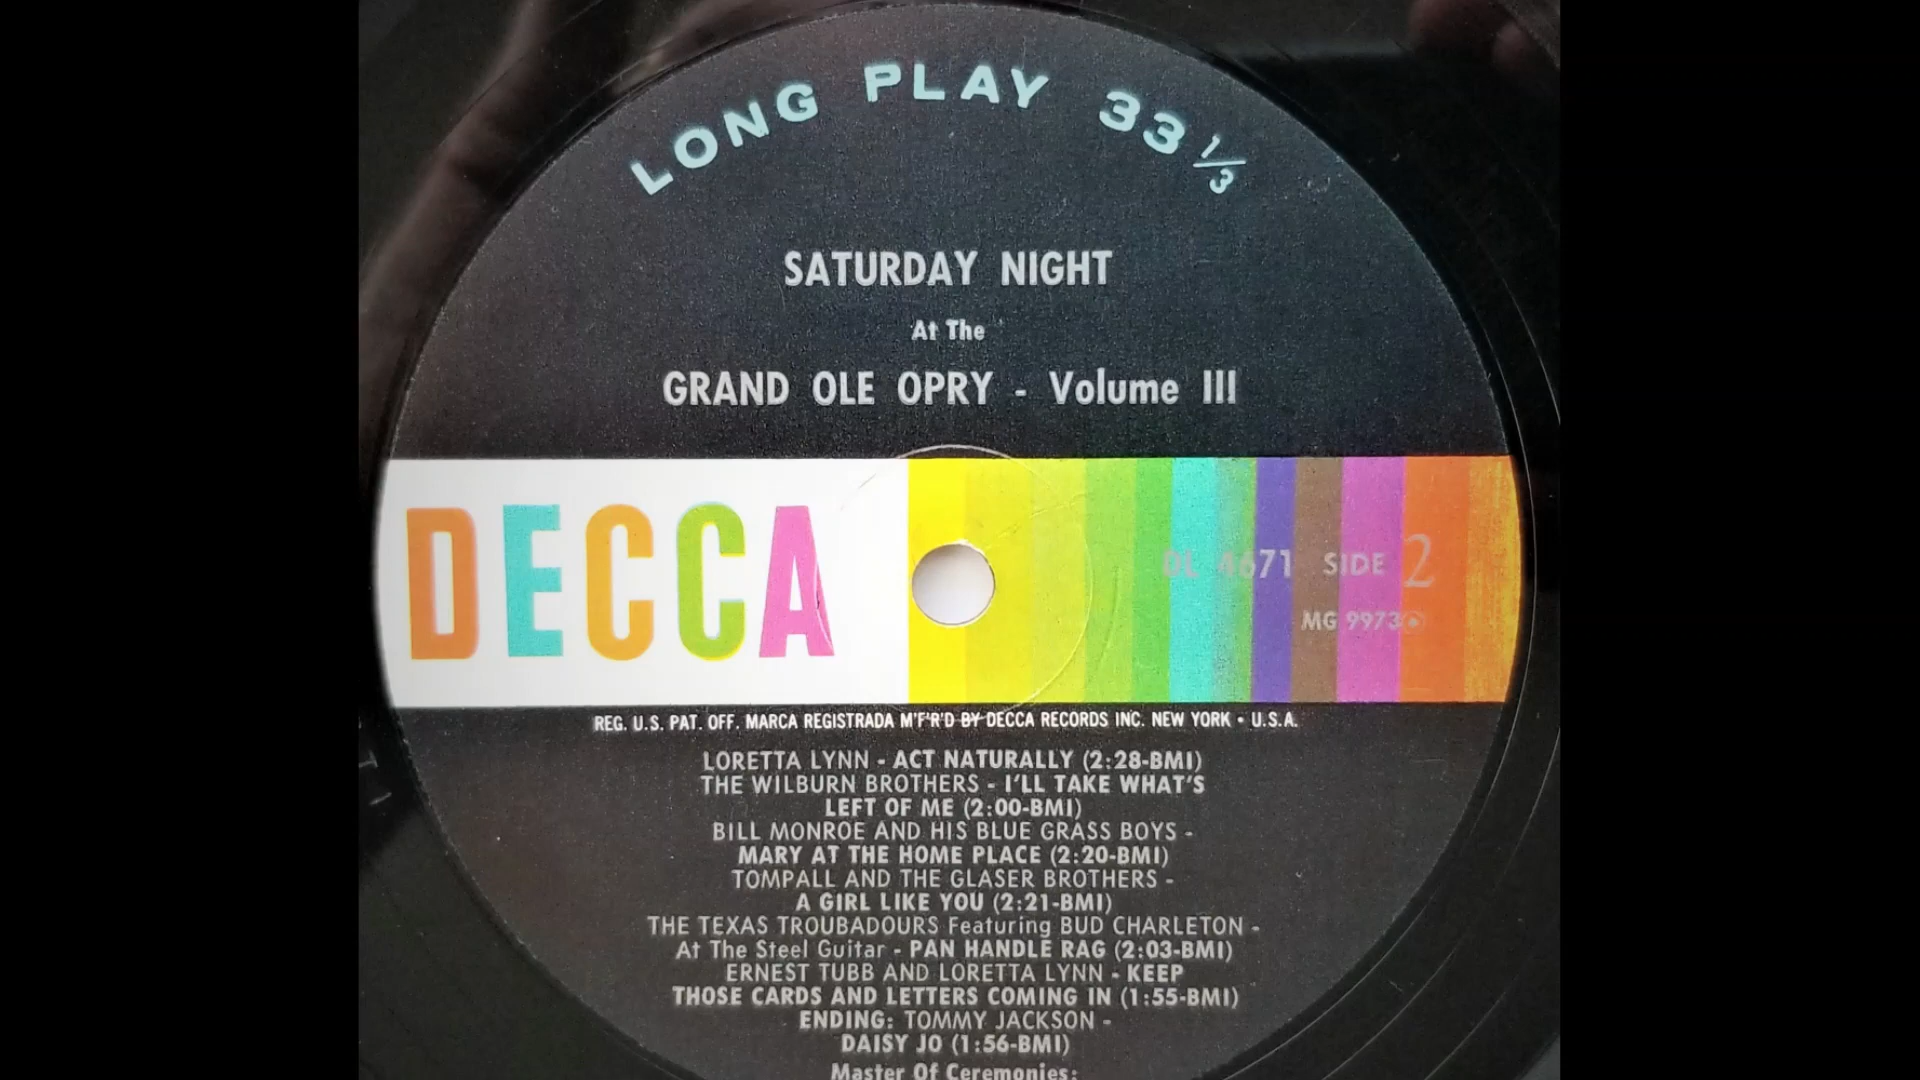 LONG PLAY 33 1/3
SATURDAY NIGHT
At The
GRAND OLE OPRY - Volume III
DECCA
DL 4671 SIDE 2
MG 9973
REG. U.S. PAT. OFF. MARCA REGISTRADA M'F'R'D BY DECCA RECORDS INC. NEW YORK • U.S.A.
LORETTA LYNN - ACT NATURALLY (2:28-BMI)
THE WILBURN BROTHERS - I'LL TAKE WHAT'S
LEFT OF ME (2:00-BMI)
BILL MONROE AND HIS BLUE GRASS BOYS -
MARY AT THE HOME PLACE (2:20-BMI)
TOMPALL AND THE GLASER BROTHERS -
A GIRL LIKE YOU (2:21-BMI)
THE TEXAS TROUBADOURS Featuring BUD CHARLETON -
At The Steel Guitar - PAN HANDLE RAG (2:03-BMI)
ERNEST TUBB AND LORETTA LYNN - KEEP
THOSE CARDS AND LETTERS COMING IN (1:55-BMI)
ENDING: TOMMY JACKSON -
DAISY JO (1:56-BMI)
Master Of Ceremonies: